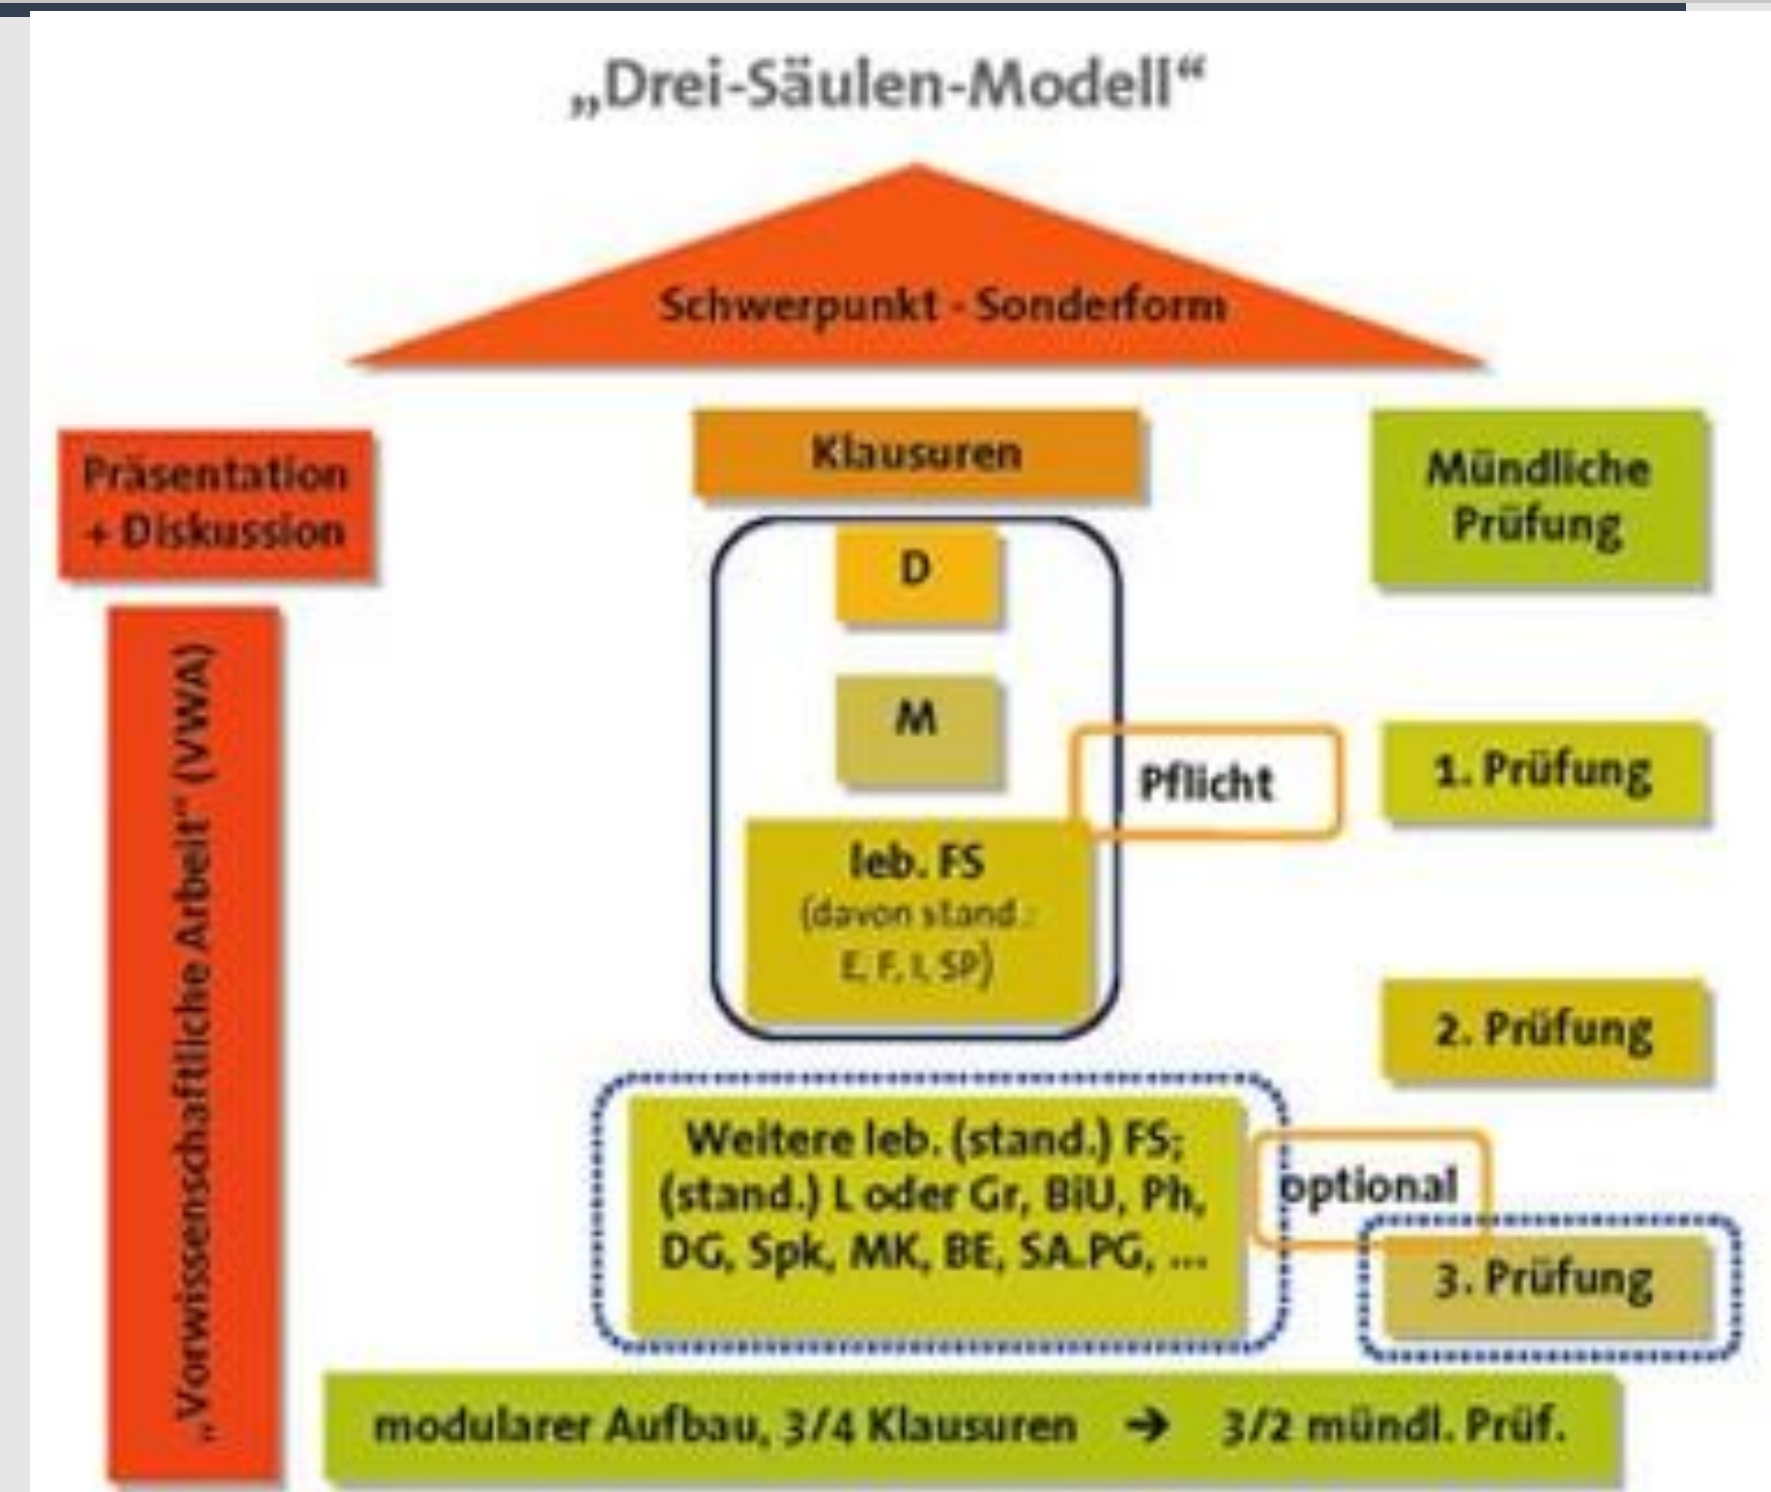 „Drei-Säulen-Modell“
Schwerpunkt - Sonderform
Präsentation
+ Diskussion
„Vorwissenschaftliche Arbeit“ (VWA)
Klausuren
D
M
leb. FS
(davon stand.:
E, F, I, SP)
Pflicht
Weitere leb. (stand.) FS;
(stand.) L oder Gr, BiU, Ph,
DG, Spk, MK, BE, SA.PG, ...
optional
Mündliche
Prüfung
1. Prüfung
2. Prüfung
3. Prüfung
modularer Aufbau, 3/4 Klausuren → 3/2 mündl. Prüf.